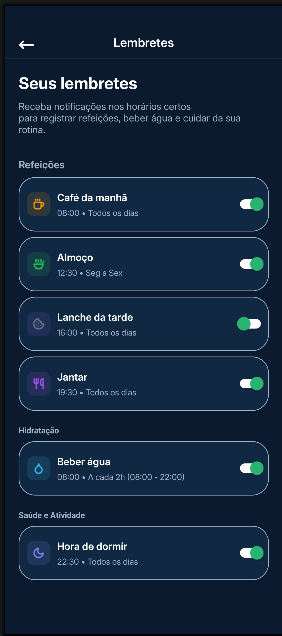 Lembretes
Seus lembretes
Receba notificações nos horários certos
para registrar refeições, beber água e cuidar da sua
rotina.
Refeições
Café da manhã
08:00 • Todos os dias
Almoço
12:30 • Seg a Sex
Lanche da tarde
16:00 • Todos os dias
Jantar
19:30 • Todos os dias
Hidratação
Beber água
08:00 • A cada 2h (08:00 - 22:00)
Saúde e Atividade
Hora de dormir
22:30 • Todos os dias